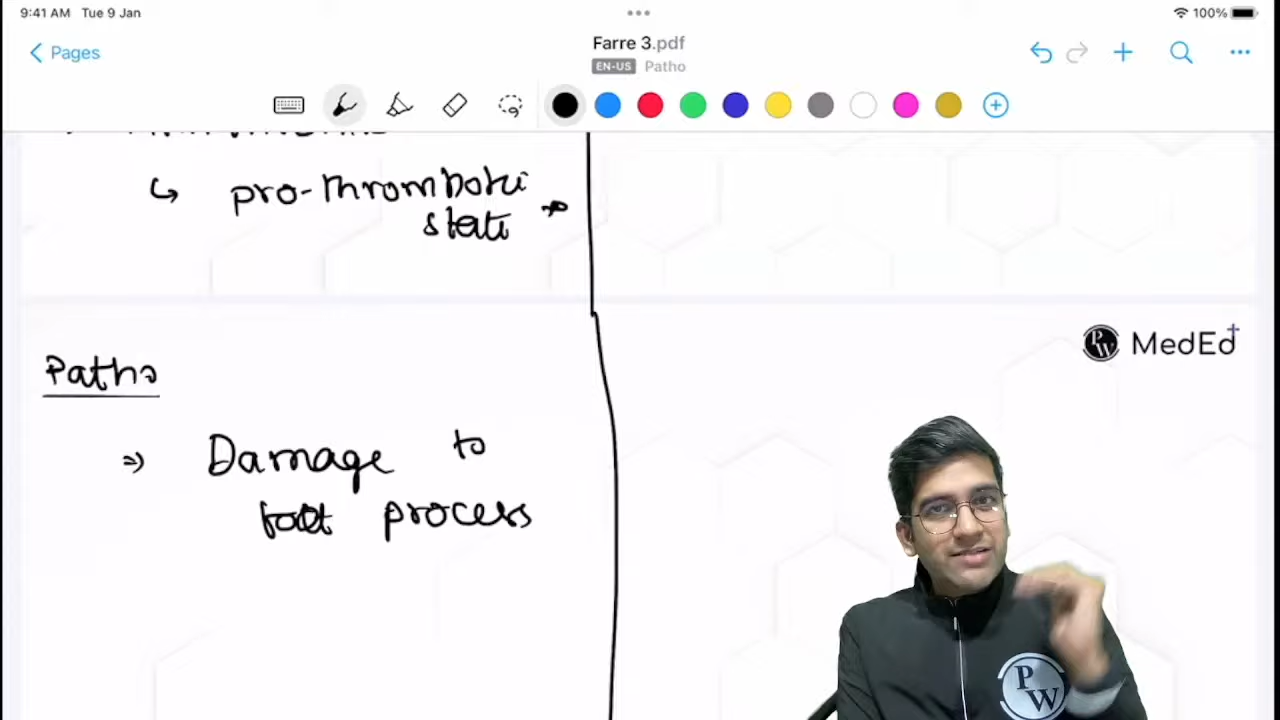 9:41 AM Tue 9 Jan
100%
Pages
Farre 3.pdf
EN-US Patho
↳ pro-thrombotic
state
PW MedEd
Patho
⇒ Damage to
foot process
PW